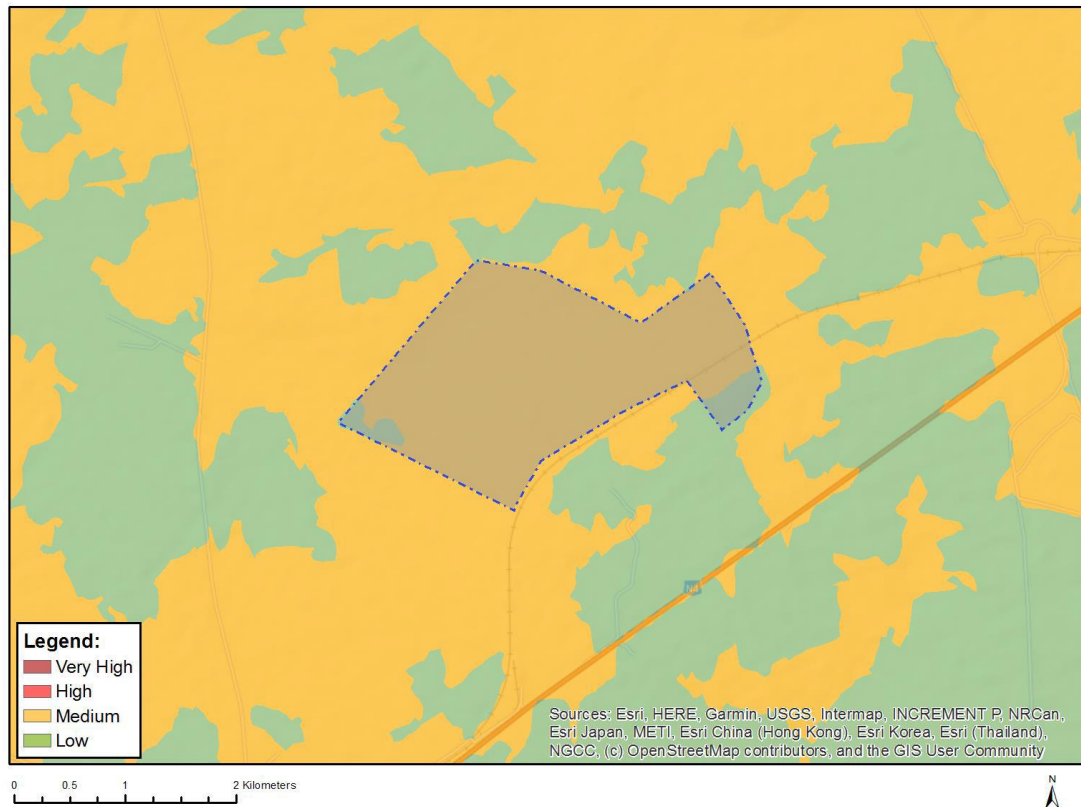 Legend:
Very High
High
Medium
Low
Sources: Esri, HERE, Garmin, USGS, Intermap, INCREMENT P, NRCan,
Esri Japan, METI, Esri China (Hong Kong), Esri Korea, Esri (Thailand),
NGCC, (c) OpenStreetMap contributors, and the GIS User Community
0 0.5 1 2 Kilometers
N